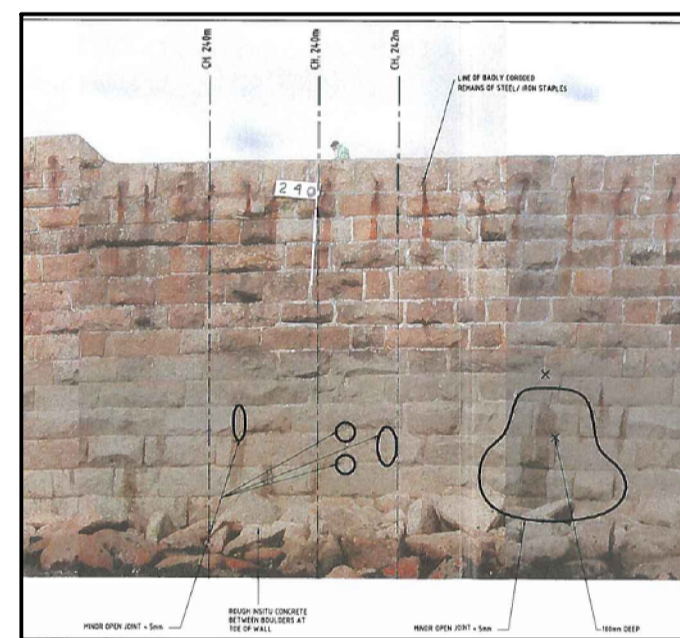 CH. 240m
CH. 240m
CH. 242m
LINE OF BADLY CORODED
REMAINS OF STEEL/ IRON STAPLES
240
MINOR OPEN JOINT < 5mm
ROUGH INSITU CONCRETE
BETWEEN BOULDERS AT
TOE OF WALL
MINOR OPEN JOINT < 5mm
100mm DEEP